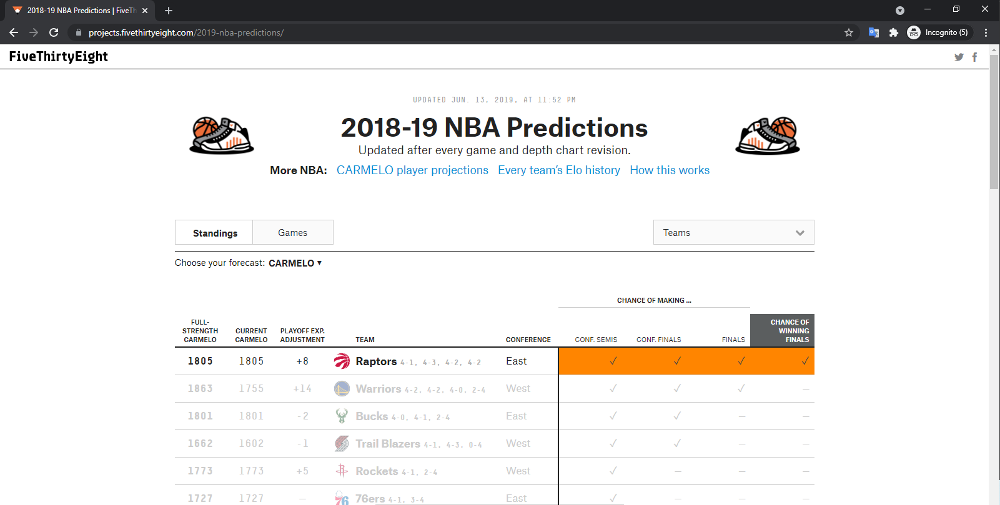 2018-19 NBA Predictions | FiveTh
projects.fivethirtyeight.com/2019-nba-predictions/
Incognito (5)
FiveThirtyEight
UPDATED JUN. 13, 2019, AT 11:52 PM
2018-19 NBA Predictions
Updated after every game and depth chart revision.
More NBA: CARMELO player projections Every team's Elo history How this works
Standings Games Teams
Choose your forecast: CARMELO ▾
CHANCE OF MAKING ...
FULL-STRENGTH CARMELO CURRENT CARMELO PLAYOFF EXP. ADJUSTMENT TEAM CONFERENCE CONF. SEMIS CONF. FINALS FINALS CHANCE OF WINNING FINALS
1805 1805 +8 Raptors 4-1, 4-3, 4-2, 4-2 East ✓ ✓ ✓ ✓
1863 1755 +14 Warriors 4-2, 4-2, 4-0, 2-4 West ✓ ✓ ✓ —
1801 1801 -2 Bucks 4-0, 4-1, 2-4 East ✓ ✓ — —
1662 1602 -1 Trail Blazers 4-1, 4-3, 0-4 West ✓ ✓ — —
1773 1773 +5 Rockets 4-1, 2-4 West ✓ — — —
1727 1727 — 76ers 4-1, 3-4 East ✓ — — —